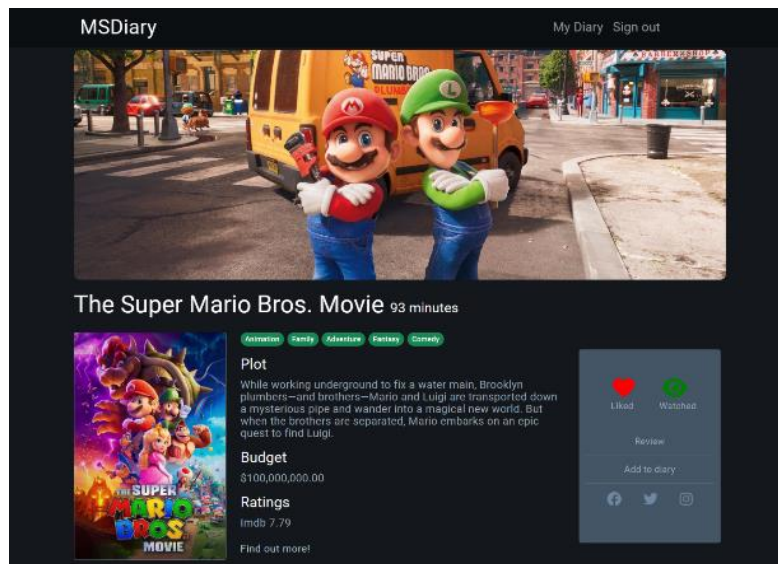 MSDiary
My Diary Sign out
SUPER
MARIO BROS
PLUMBING
The Super Mario Bros. Movie 93 minutes
Animation Family Adventure Fantasy Comedy
Plot
While working underground to fix a water main, Brooklyn
plumbers—and brothers—Mario and Luigi are transported down
a mysterious pipe and wander into a magical new world. But
when the brothers are separated, Mario embarks on an epic
quest to find Luigi.
Budget
$100,000,000.00
Ratings
Imdb 7.79
Find out more!
THE SUPER
MARIO
BROS
MOVIE
Liked Watched
Review
Add to diary